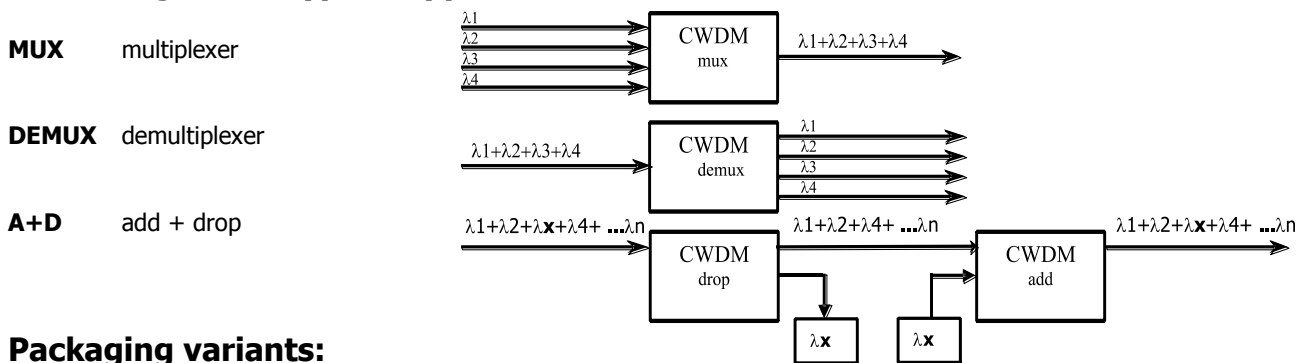 MUX multiplexer
λ1
λ2
λ3
λ4
CWDM
mux
λ1+λ2+λ3+λ4
DEMUX demultiplexer
λ1+λ2+λ3+λ4
CWDM
demux
λ1
λ2
λ3
λ4
A+D add + drop
λ1+λ2+λx+λ4+ ...λn
CWDM
drop
λ1+λ2+λ4+ ...λn
CWDM
add
λ1+λ2+λx+λ4+ ...λn
λx
λx
Packaging variants: